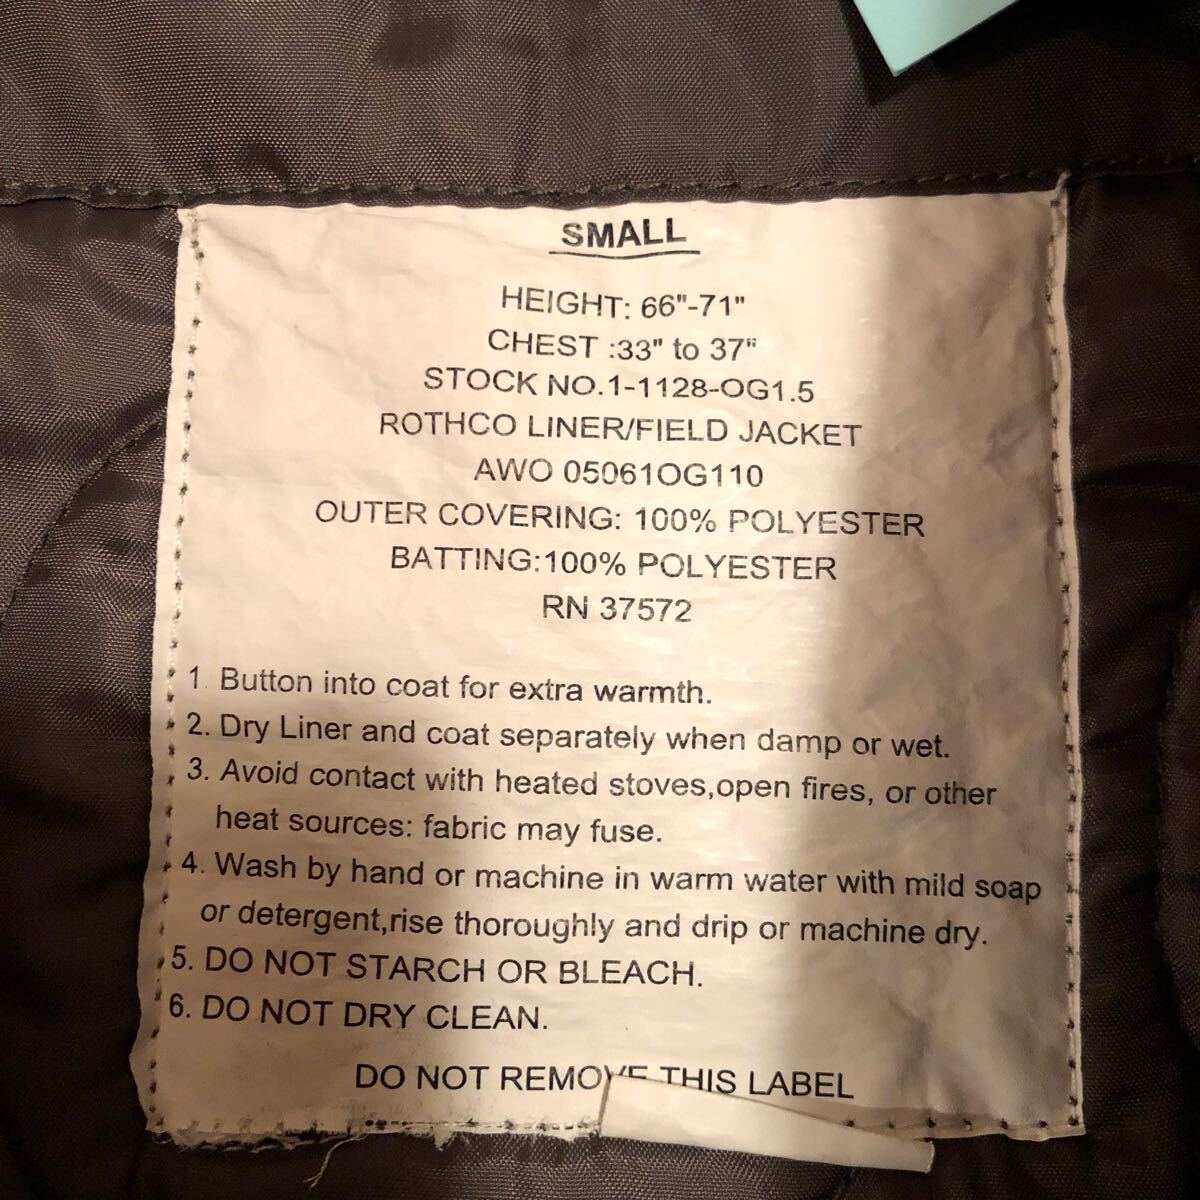 SMALL
HEIGHT: 66"-71"
CHEST :33" to 37"
STOCK NO.1-1128-OG1.5
ROTHCO LINER/FIELD JACKET
AWO 05061OG110
OUTER COVERING: 100% POLYESTER
BATTING:100% POLYESTER
RN 37572
1. Button into coat for extra warmth.
2. Dry Liner and coat separately when damp or wet.
3. Avoid contact with heated stoves,open fires, or other
heat sources: fabric may fuse.
4. Wash by hand or machine in warm water with mild soap
or detergent,rise thoroughly and drip or machine dry.
5. DO NOT STARCH OR BLEACH.
6. DO NOT DRY CLEAN.
DO NOT REMOVE THIS LABEL